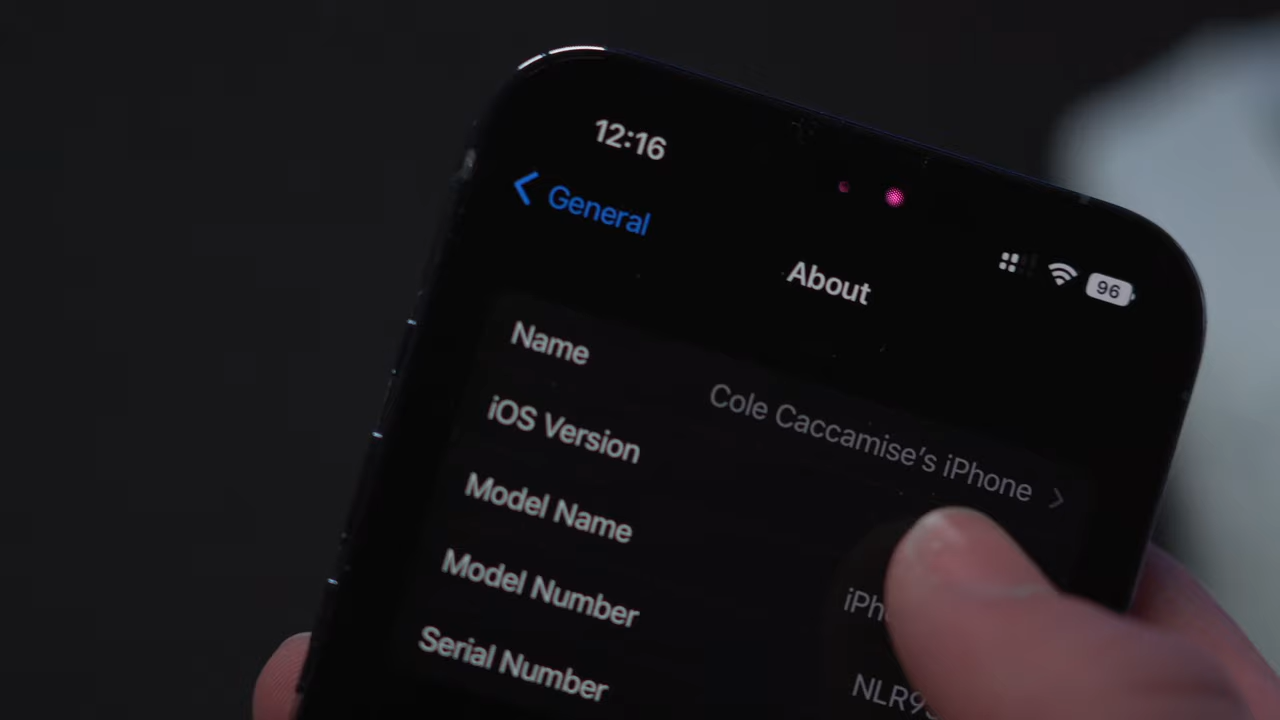 12:16
96
General
About
Name
Cole Caccamise's iPhone
iOS Version
Model Name
Model Number
Serial Number